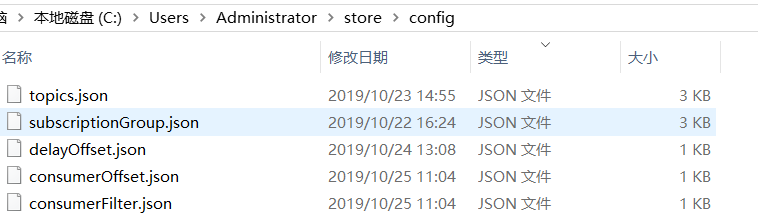 脑 › 本地磁盘 (C:) › Users › Administrator › store › config
名称 修改日期 类型 大小
topics.json 2019/10/23 14:55 JSON 文件 3 KB
subscriptionGroup.json 2019/10/22 16:24 JSON 文件 3 KB
delayOffset.json 2019/10/24 13:08 JSON 文件 1 KB
consumerOffset.json 2019/10/25 11:04 JSON 文件 1 KB
consumerFilter.json 2019/10/25 11:04 JSON 文件 1 KB